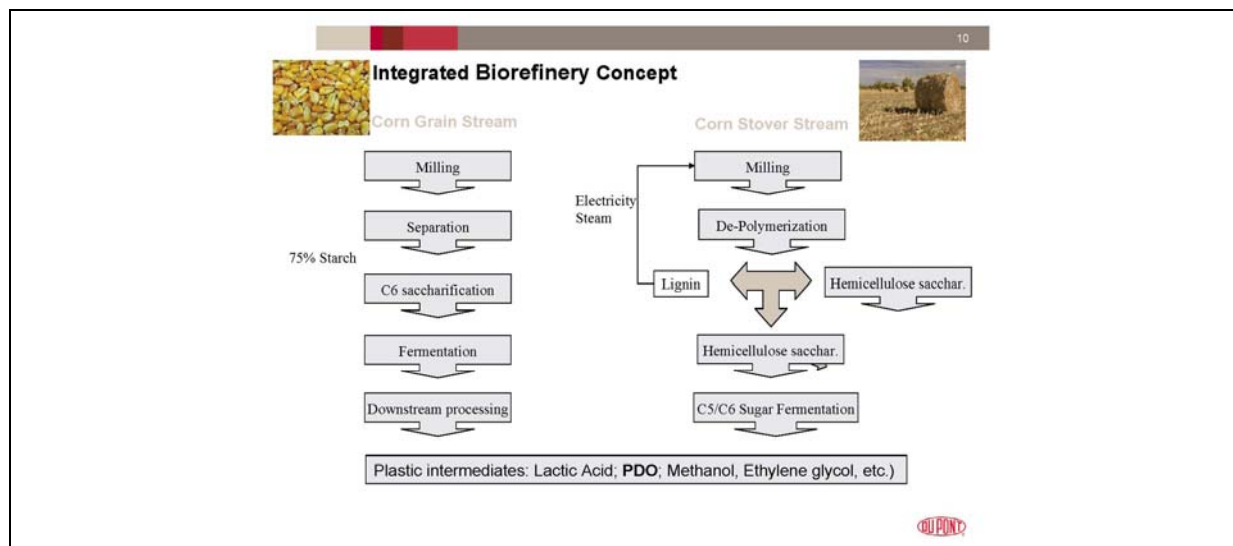 10
Integrated Biorefinery Concept
Corn Grain Stream
Corn Stover Stream
Milling
Separation
75% Starch
C6 saccharification
Fermentation
Downstream processing
Milling
Electricity
Steam
De-Polymerization
Lignin
Hemicellulose sacchar.
Hemicellulose sacchar.
C5/C6 Sugar Fermentation
Plastic intermediates: Lactic Acid; PDO; Methanol, Ethylene glycol, etc.)
DUPONT